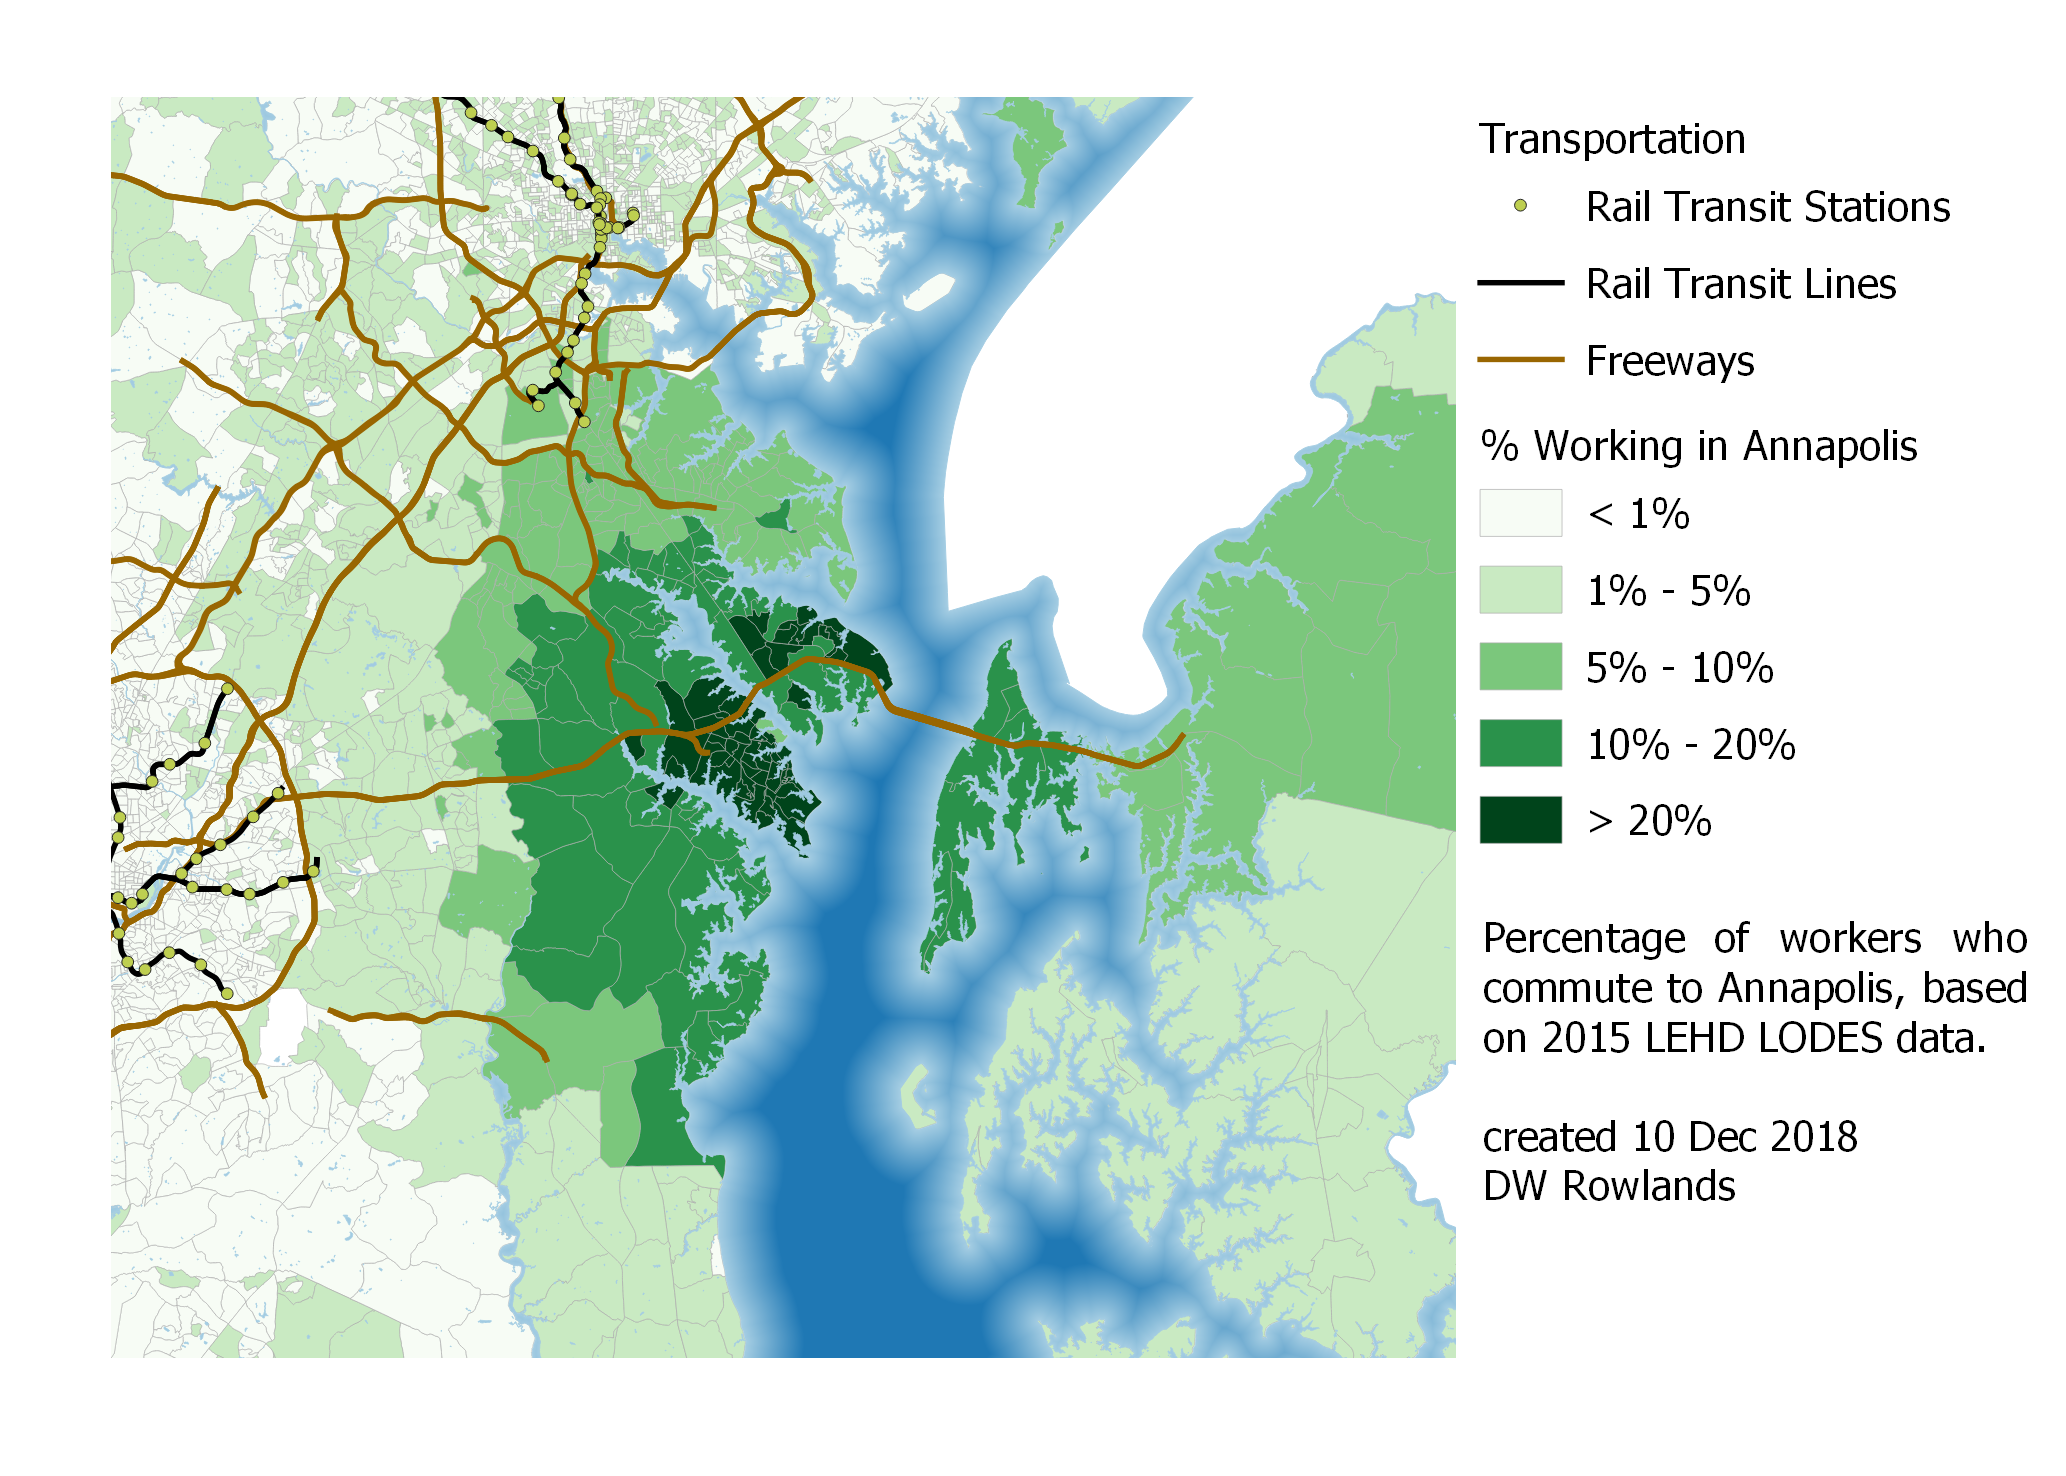 Transportation
Rail Transit Stations
Rail Transit Lines
Freeways
% Working in Annapolis
< 1%
1% - 5%
5% - 10%
10% - 20%
> 20%
Percentage of workers who
commute to Annapolis, based
on 2015 LEHD LODES data.
created 10 Dec 2018
DW Rowlands